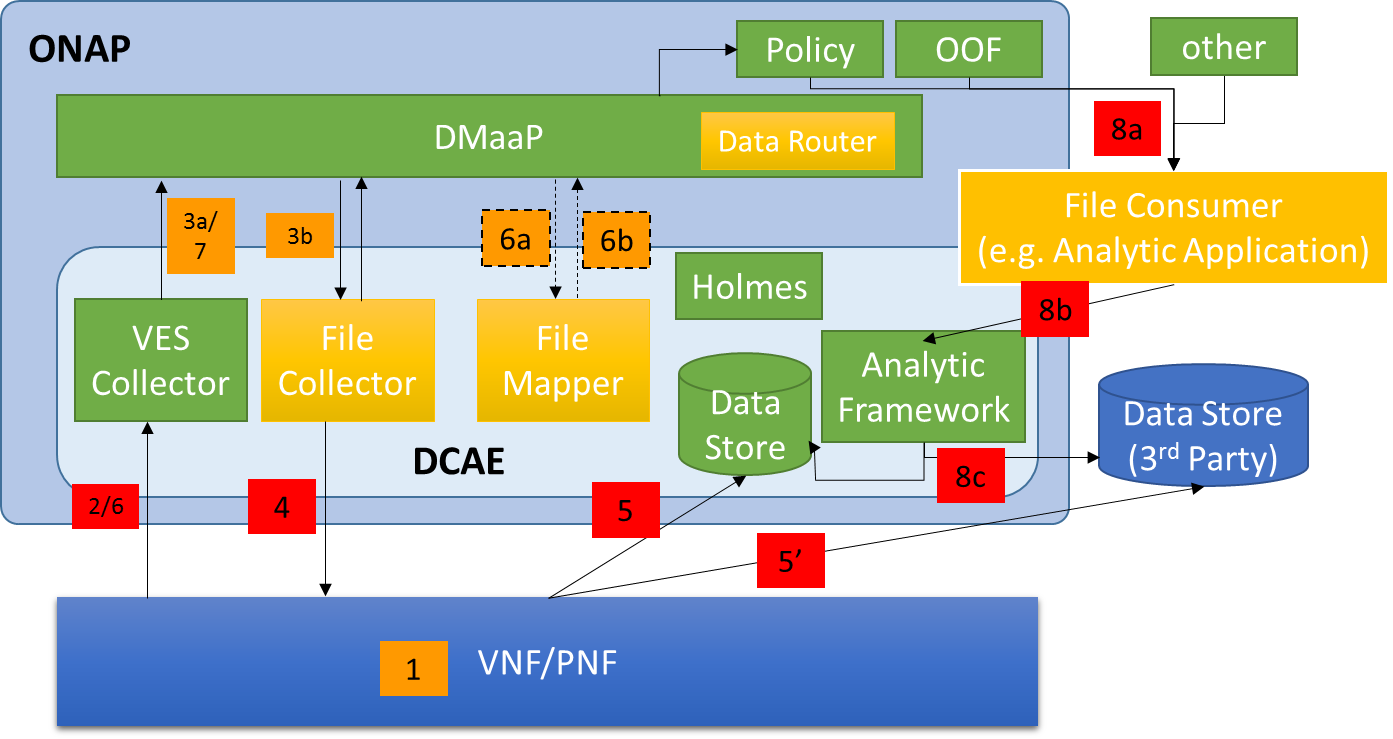 ONAP
Policy
OOF
other
DMaaP
Data Router
8a
3a/
7
3b
6a
6b
File Consumer
(e.g. Analytic Application)
Holmes
8b
VES
Collector
File
Collector
File
Mapper
Data
Store
Analytic
Framework
Data Store
(3rd Party)
DCAE
2/6
4
5
8c
5’
1
VNF/PNF